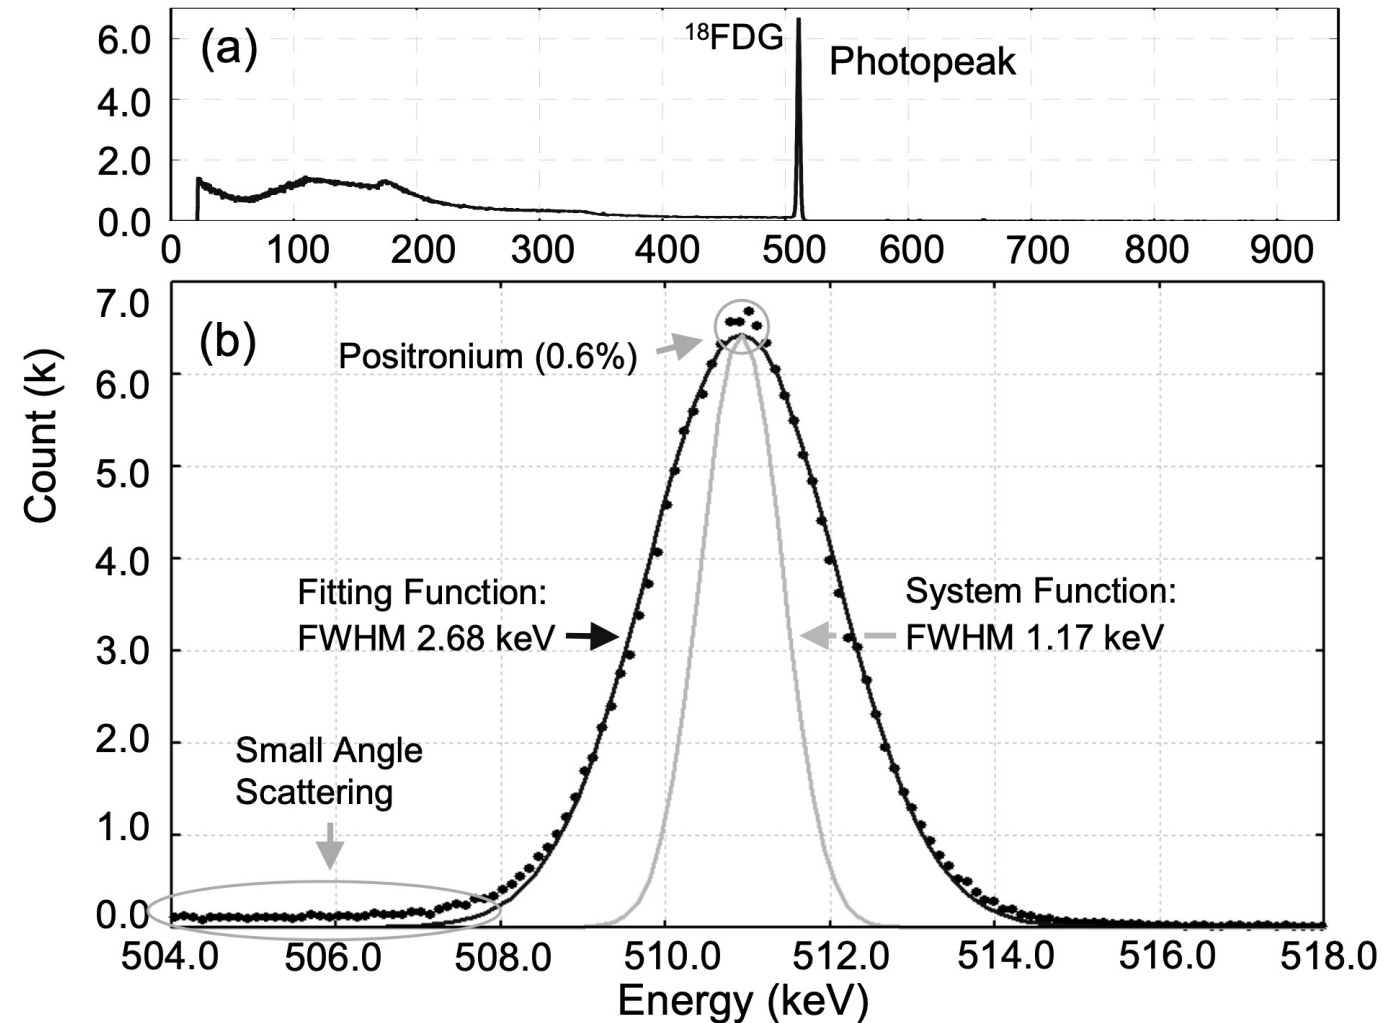 (a)
¹⁸FDG
Photopeak
6.0
4.0
2.0
0.0
0 100 200 300 400 500 600 700 800 900
(b)
Count (k)
7.0
6.0
5.0
4.0
3.0
2.0
1.0
0.0
Positronium (0.6%)
Fitting Function:
FWHM 2.68 keV
System Function:
FWHM 1.17 keV
Small Angle
Scattering
504.0 506.0 508.0 510.0 512.0 514.0 516.0 518.0
Energy (keV)